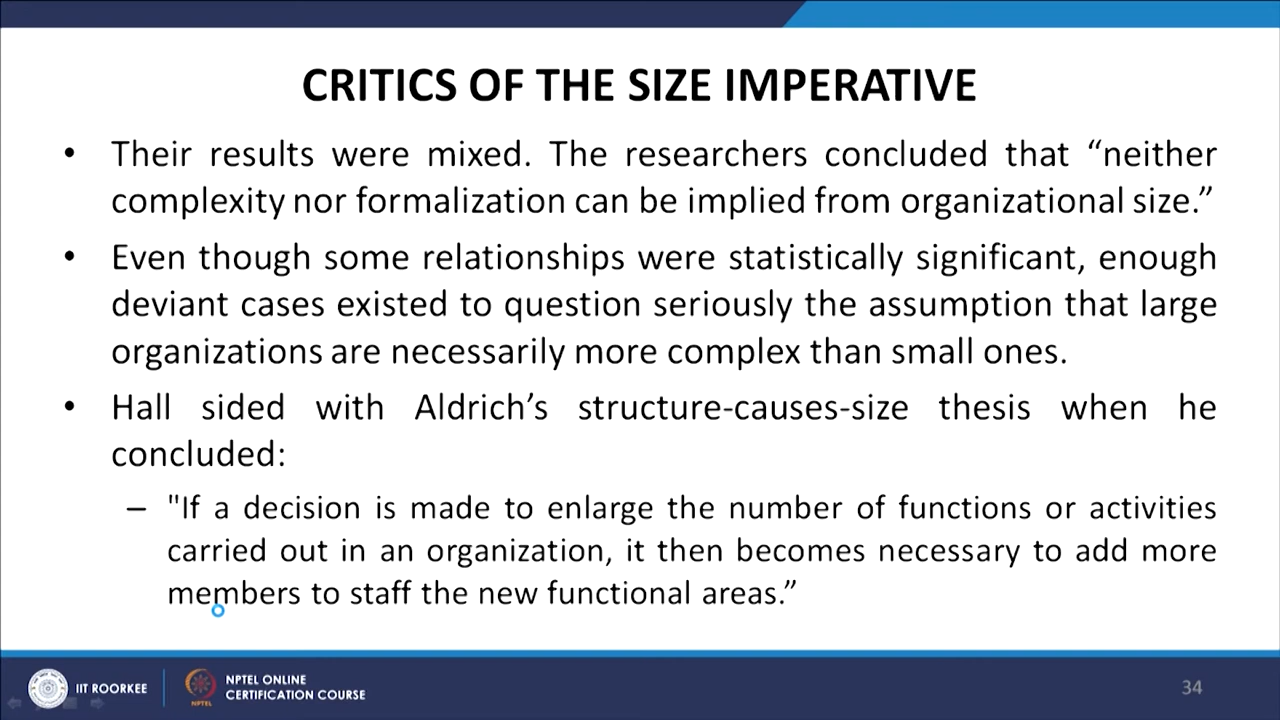 CRITICS OF THE SIZE IMPERATIVE
• Their results were mixed. The researchers concluded that “neither
complexity nor formalization can be implied from organizational size.”
• Even though some relationships were statistically significant, enough
deviant cases existed to question seriously the assumption that large
organizations are necessarily more complex than small ones.
• Hall sided with Aldrich’s structure-causes-size thesis when he
concluded:
– "If a decision is made to enlarge the number of functions or activities
carried out in an organization, it then becomes necessary to add more
members to staff the new functional areas.”
IIT ROORKEE
NPTEL
NPTEL ONLINE
CERTIFICATION COURSE
34